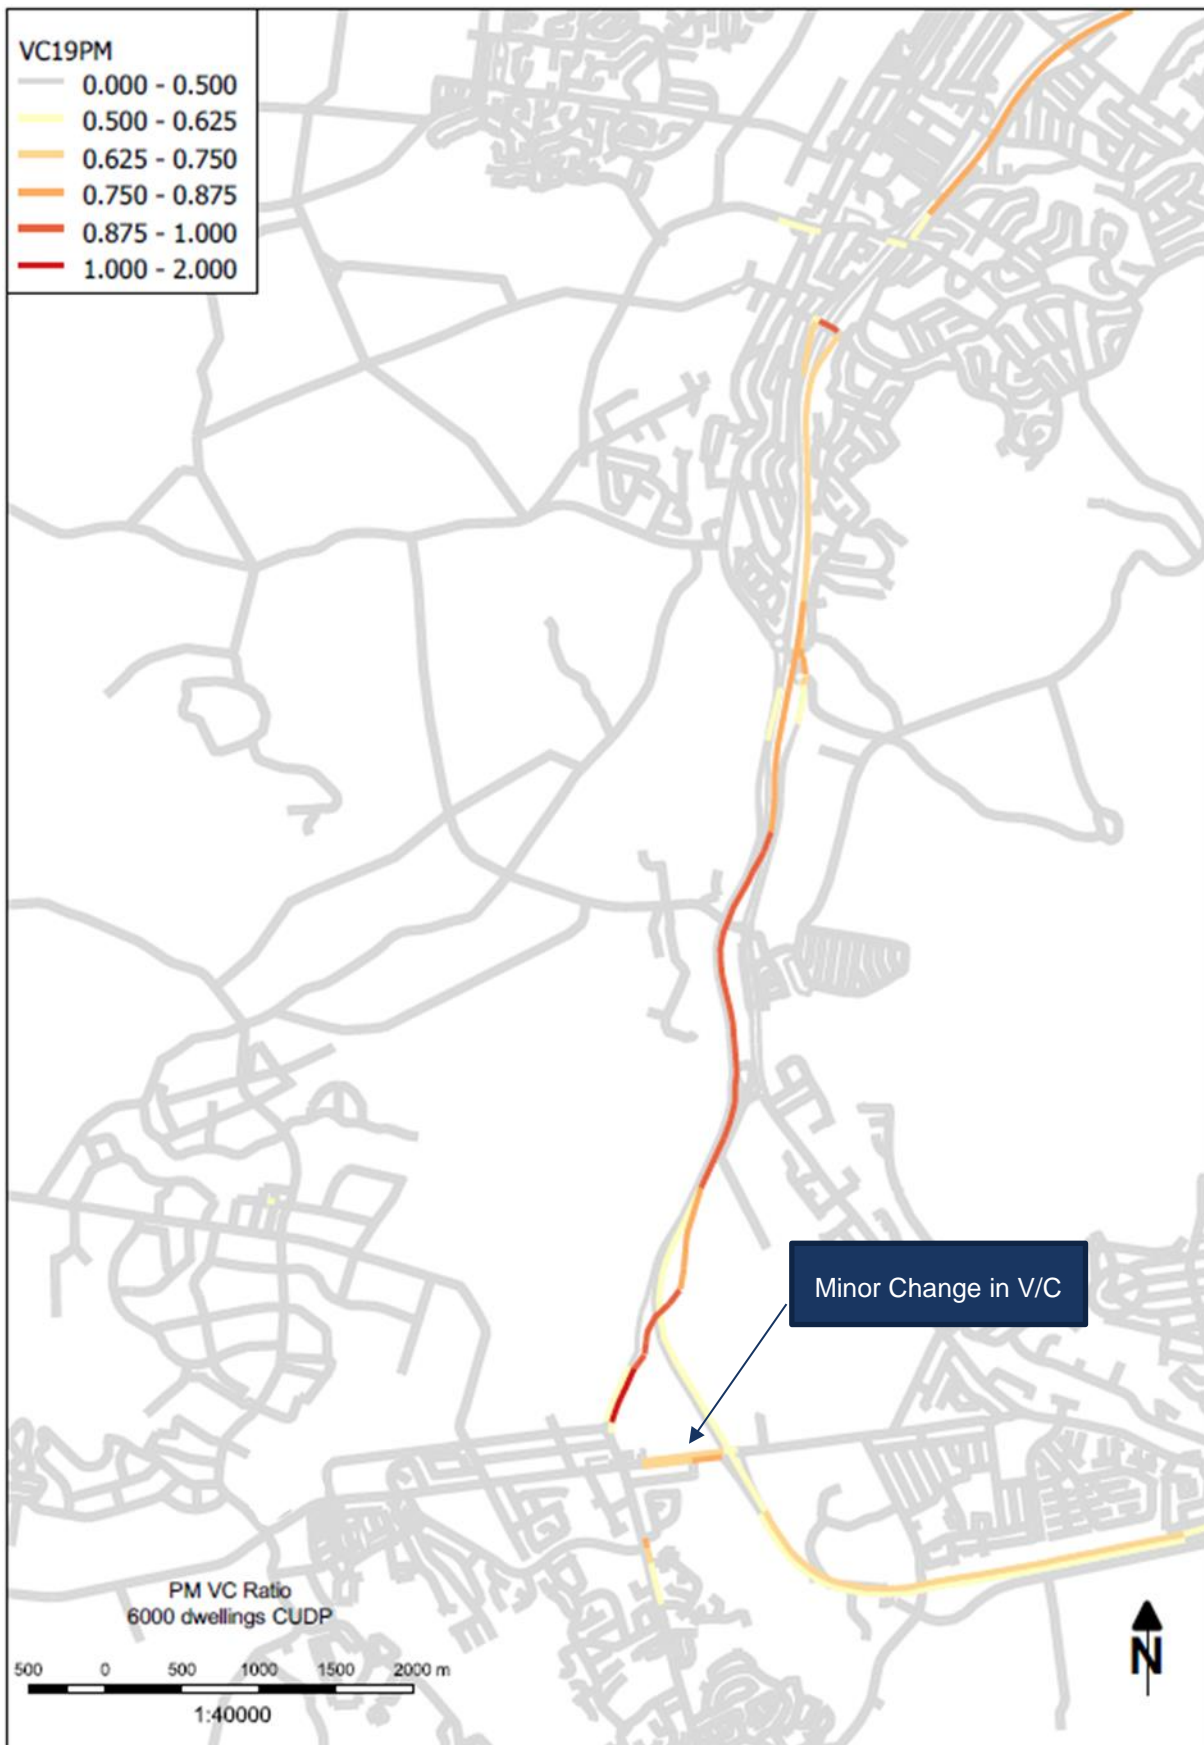 VC19PM
0.000 - 0.500
0.500 - 0.625
0.625 - 0.750
0.750 - 0.875
0.875 - 1.000
1.000 - 2.000
Minor Change in V/C
PM VC Ratio
6000 dwellings CUDP
500 0 500 1000 1500 2000 m
1:40000
N